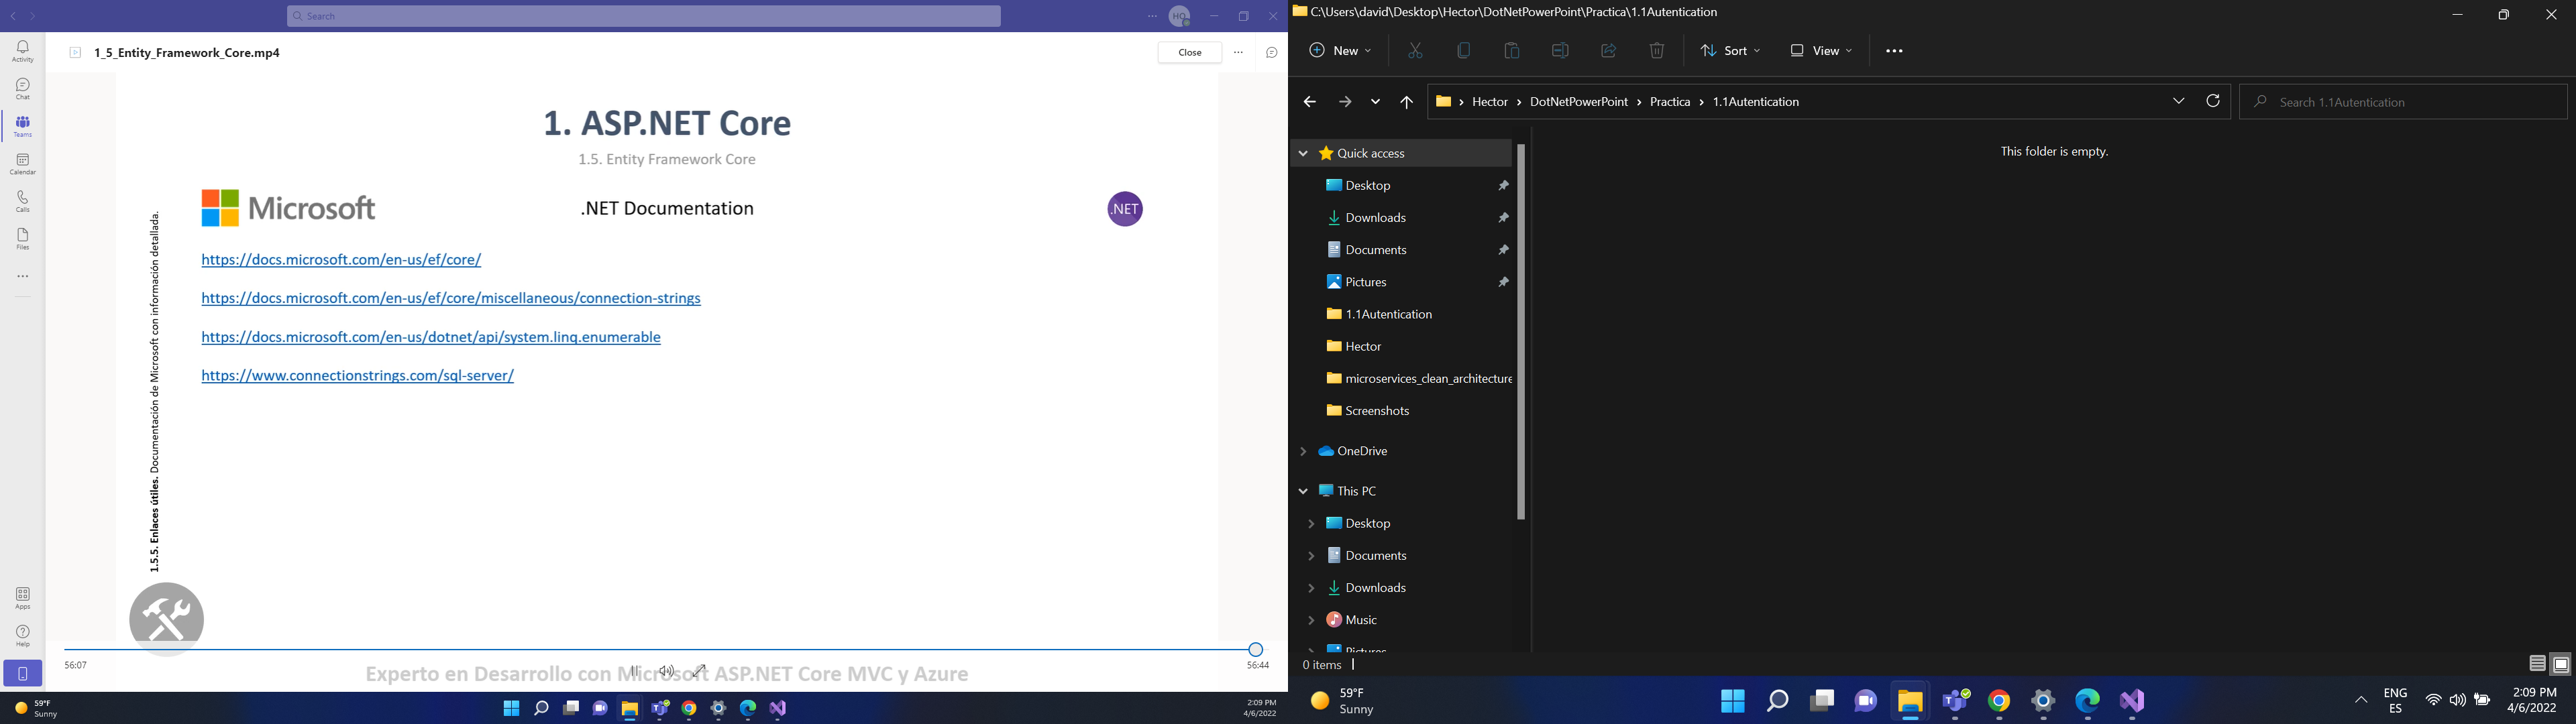 Search
HO
Activity
Chat
Teams
Calendar
Calls
Files
Apps
Help
1_5_Entity_Framework_Core.mp4
Close
1. ASP.NET Core
1.5. Entity Framework Core
Microsoft
.NET Documentation
.NET
1.5.5. Enlaces útiles. Documentación de Microsoft con información detallada.
https://docs.microsoft.com/en-us/ef/core/
https://docs.microsoft.com/en-us/ef/core/miscellaneous/connection-strings
https://docs.microsoft.com/en-us/dotnet/api/system.linq.enumerable
https://www.connectionstrings.com/sql-server/
56:07
56:44
Experto en Desarrollo con Microsoft ASP.NET Core MVC y Azure
59°F
Sunny
2:09 PM
4/6/2022
C:\Users\david\Desktop\Hector\DotNetPowerPoint\Practica\1.1Autentication
New
Sort
View
Hector > DotNetPowerPoint > Practica > 1.1Autentication
Search 1.1Autentication
Quick access
Desktop
Downloads
Documents
Pictures
1.1Autentication
Hector
microservices_clean_architecture
Screenshots
OneDrive
This PC
Desktop
Documents
Downloads
Music
Pictures
This folder is empty.
0 items
59°F
Sunny
ENG
ES
2:09 PM
4/6/2022